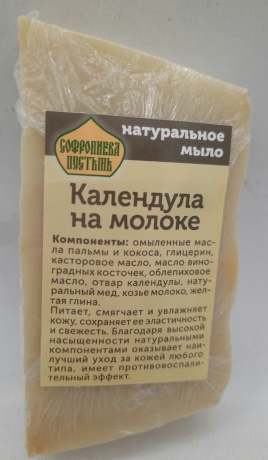 натуральное
мыло
СОФРОНИЕВА
ПУСТЫНЬ
Календула
на молоке
Компоненты: омыленные мас-
ла пальмы и кокоса, глицерин,
касторовое масло, масло вино-
градных косточек, облепиховое
масло, отвар календулы, нату-
ральный мед, козье молоко, жел-
тая глина.
Питает, смягчает и увлажняет
кожу, сохраняет ее эластичность
и свежесть. Благодаря высокой
насыщенности натуральными
компонентами оказывает наи-
лучший уход за кожей любого
типа, имеет противовоспали-
тельный эффект.